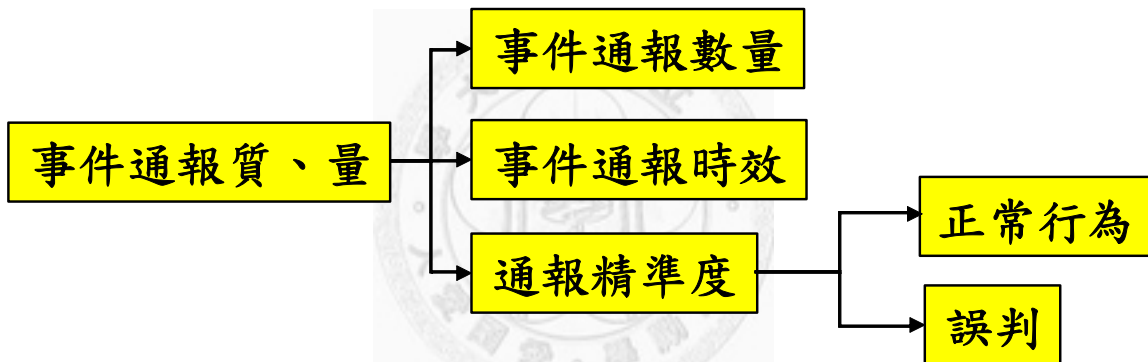 事件通報數量
事件通報質、量
事件通報時效
通報精準度
正常行為
誤判